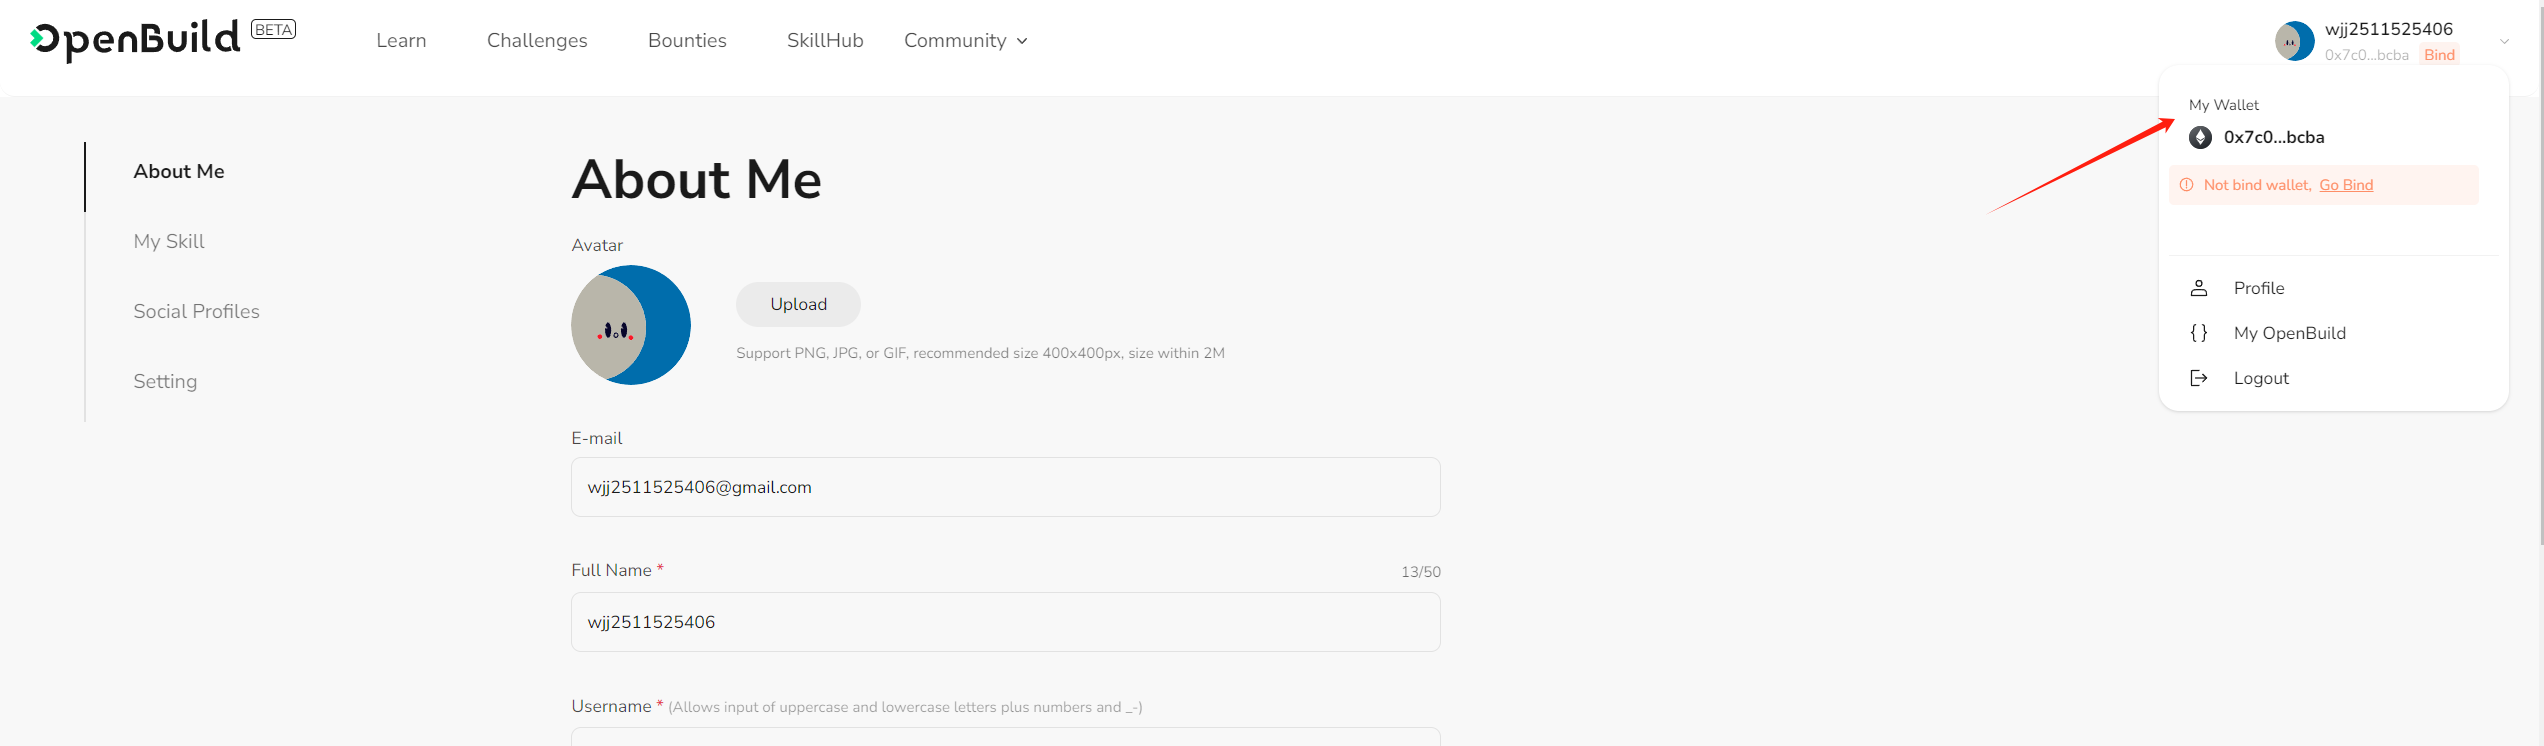 OpenBuild BETA
Learn Challenges Bounties SkillHub Community
wjj2511525406
0x7c0...bcba Bind
My Wallet
0x7c0...bcba
Not bind wallet, Go Bind
Profile
My OpenBuild
Logout
About Me
My Skill
Social Profiles
Setting
About Me
Avatar
Upload
Support PNG, JPG, or GIF, recommended size 400x400px, size within 2M
E-mail
wjj2511525406@gmail.com
Full Name * 13/50
wjj2511525406
Username * (Allows input of uppercase and lowercase letters plus numbers and _-)